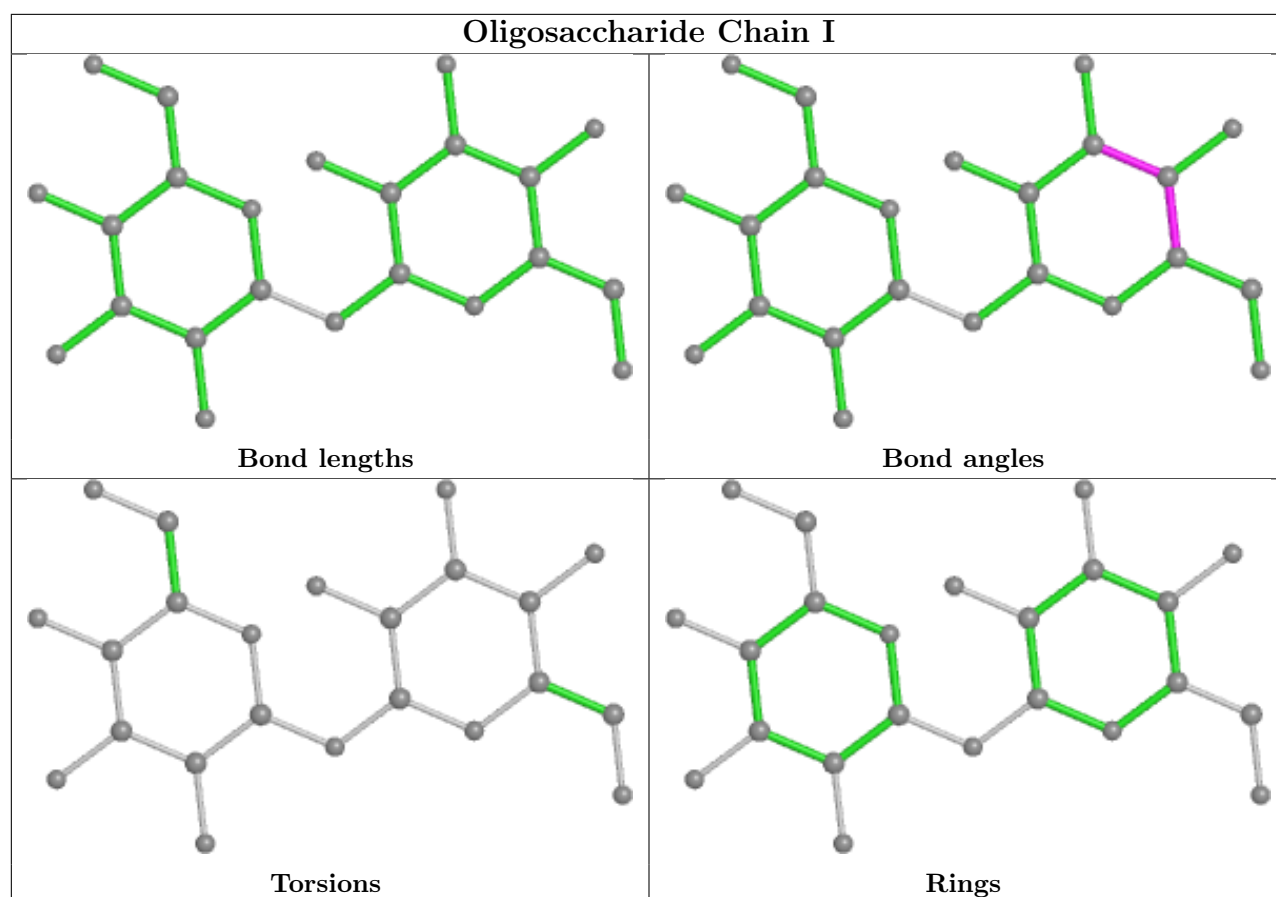 Oligosaccharide Chain I
Bond lengths
Bond angles
Torsions
Rings